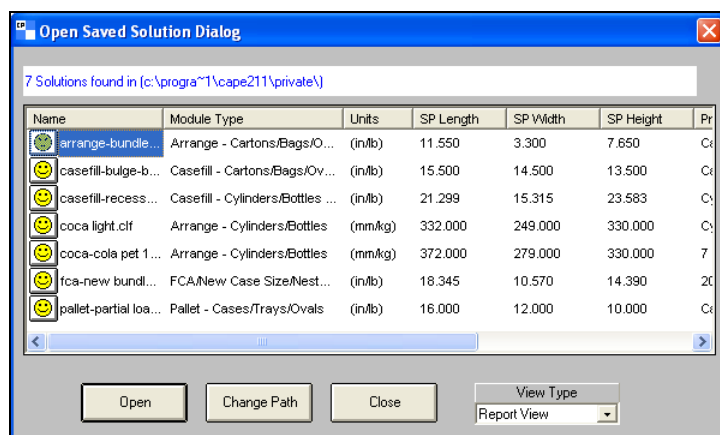 CP Open Saved Solution Dialog
7 Solutions found in (c:\progra~1\cape211\private\)
Name Module Type Units SP Length SP Width SP Height Pr
arrange-bundle... Arrange - Cartons/Bags/O... (in/lb) 11.550 3.300 7.650 Ca
casefill-bulge-b... Casefill - Cartons/Bags/Ov... (in/lb) 15.500 14.500 13.500 Ca
casefill-recess... Casefill - Cylinders/Bottles ... (in/lb) 21.299 15.315 23.583 Cy
coca light.clf Arrange - Cylinders/Bottles (mm/kg) 332.000 249.000 330.000 Cy
coca-cola pet 1... Arrange - Cylinders/Bottles (mm/kg) 372.000 279.000 330.000 7
fca-new bundl... FCA/New Case Size/Nest... (in/lb) 18.345 10.570 14.390 20
pallet-partial loa... Pallet - Cases/Trays/Ovals (in/lb) 16.000 12.000 10.000 Ca
Open Change Path Close View Type
Report View